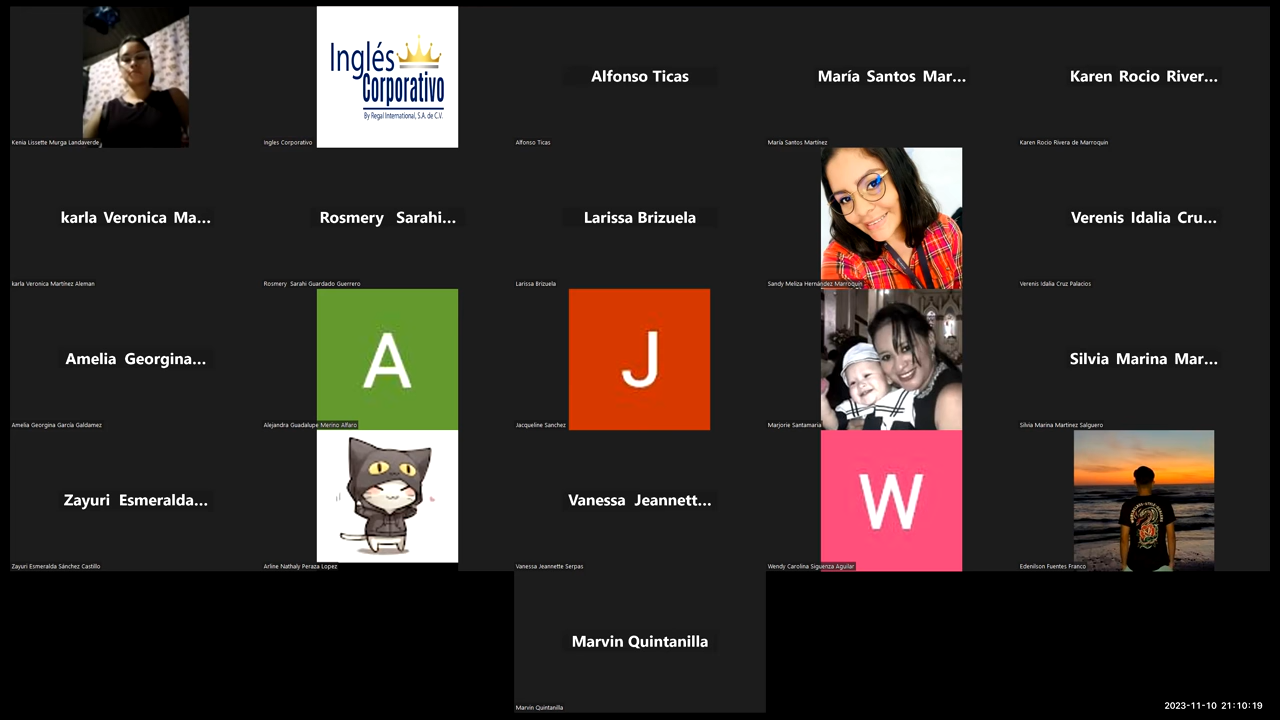 Kenia Lissette Murga Landaverde
Inglés
Corporativo
By Regal International, S.A. de C.V.
Ingles Corporativo
Alfonso Ticas
Alfonso Ticas
María Santos Mar...
María Santos Martínez
Karen Rocio River...
Karen Rocio Rivera de Marroquin
karla Veronica Ma...
karla Veronica Martínez Aleman
Rosmery Sarahi...
Rosmery Sarahi Guardado Guerrero
Larissa Brizuela
Larissa Brizuela
Sandy Meliza Hernández Marroquin
Verenis Idalia Cru...
Verenis Idalia Cruz Palacios
Amelia Georgina...
Amelia Georgina García Galdamez
A
Alejandra Guadalupe Merino Alfaro
J
Jacqueline Sanchez
Marjorie Santamaria
Silvia Marina Mar...
Silvia Marina Martinez Salguero
Zayuri Esmeralda...
Zayuri Esmeralda Sánchez Castillo
Arline Nathaly Peraza Lopez
Vanessa Jeannett...
Vanessa Jeannette Serpas
W
Wendy Carolina Siguenza Aguilar
Edenilson Fuentes Franco
Marvin Quintanilla
Marvin Quintanilla
2023-11-10 21:10:19